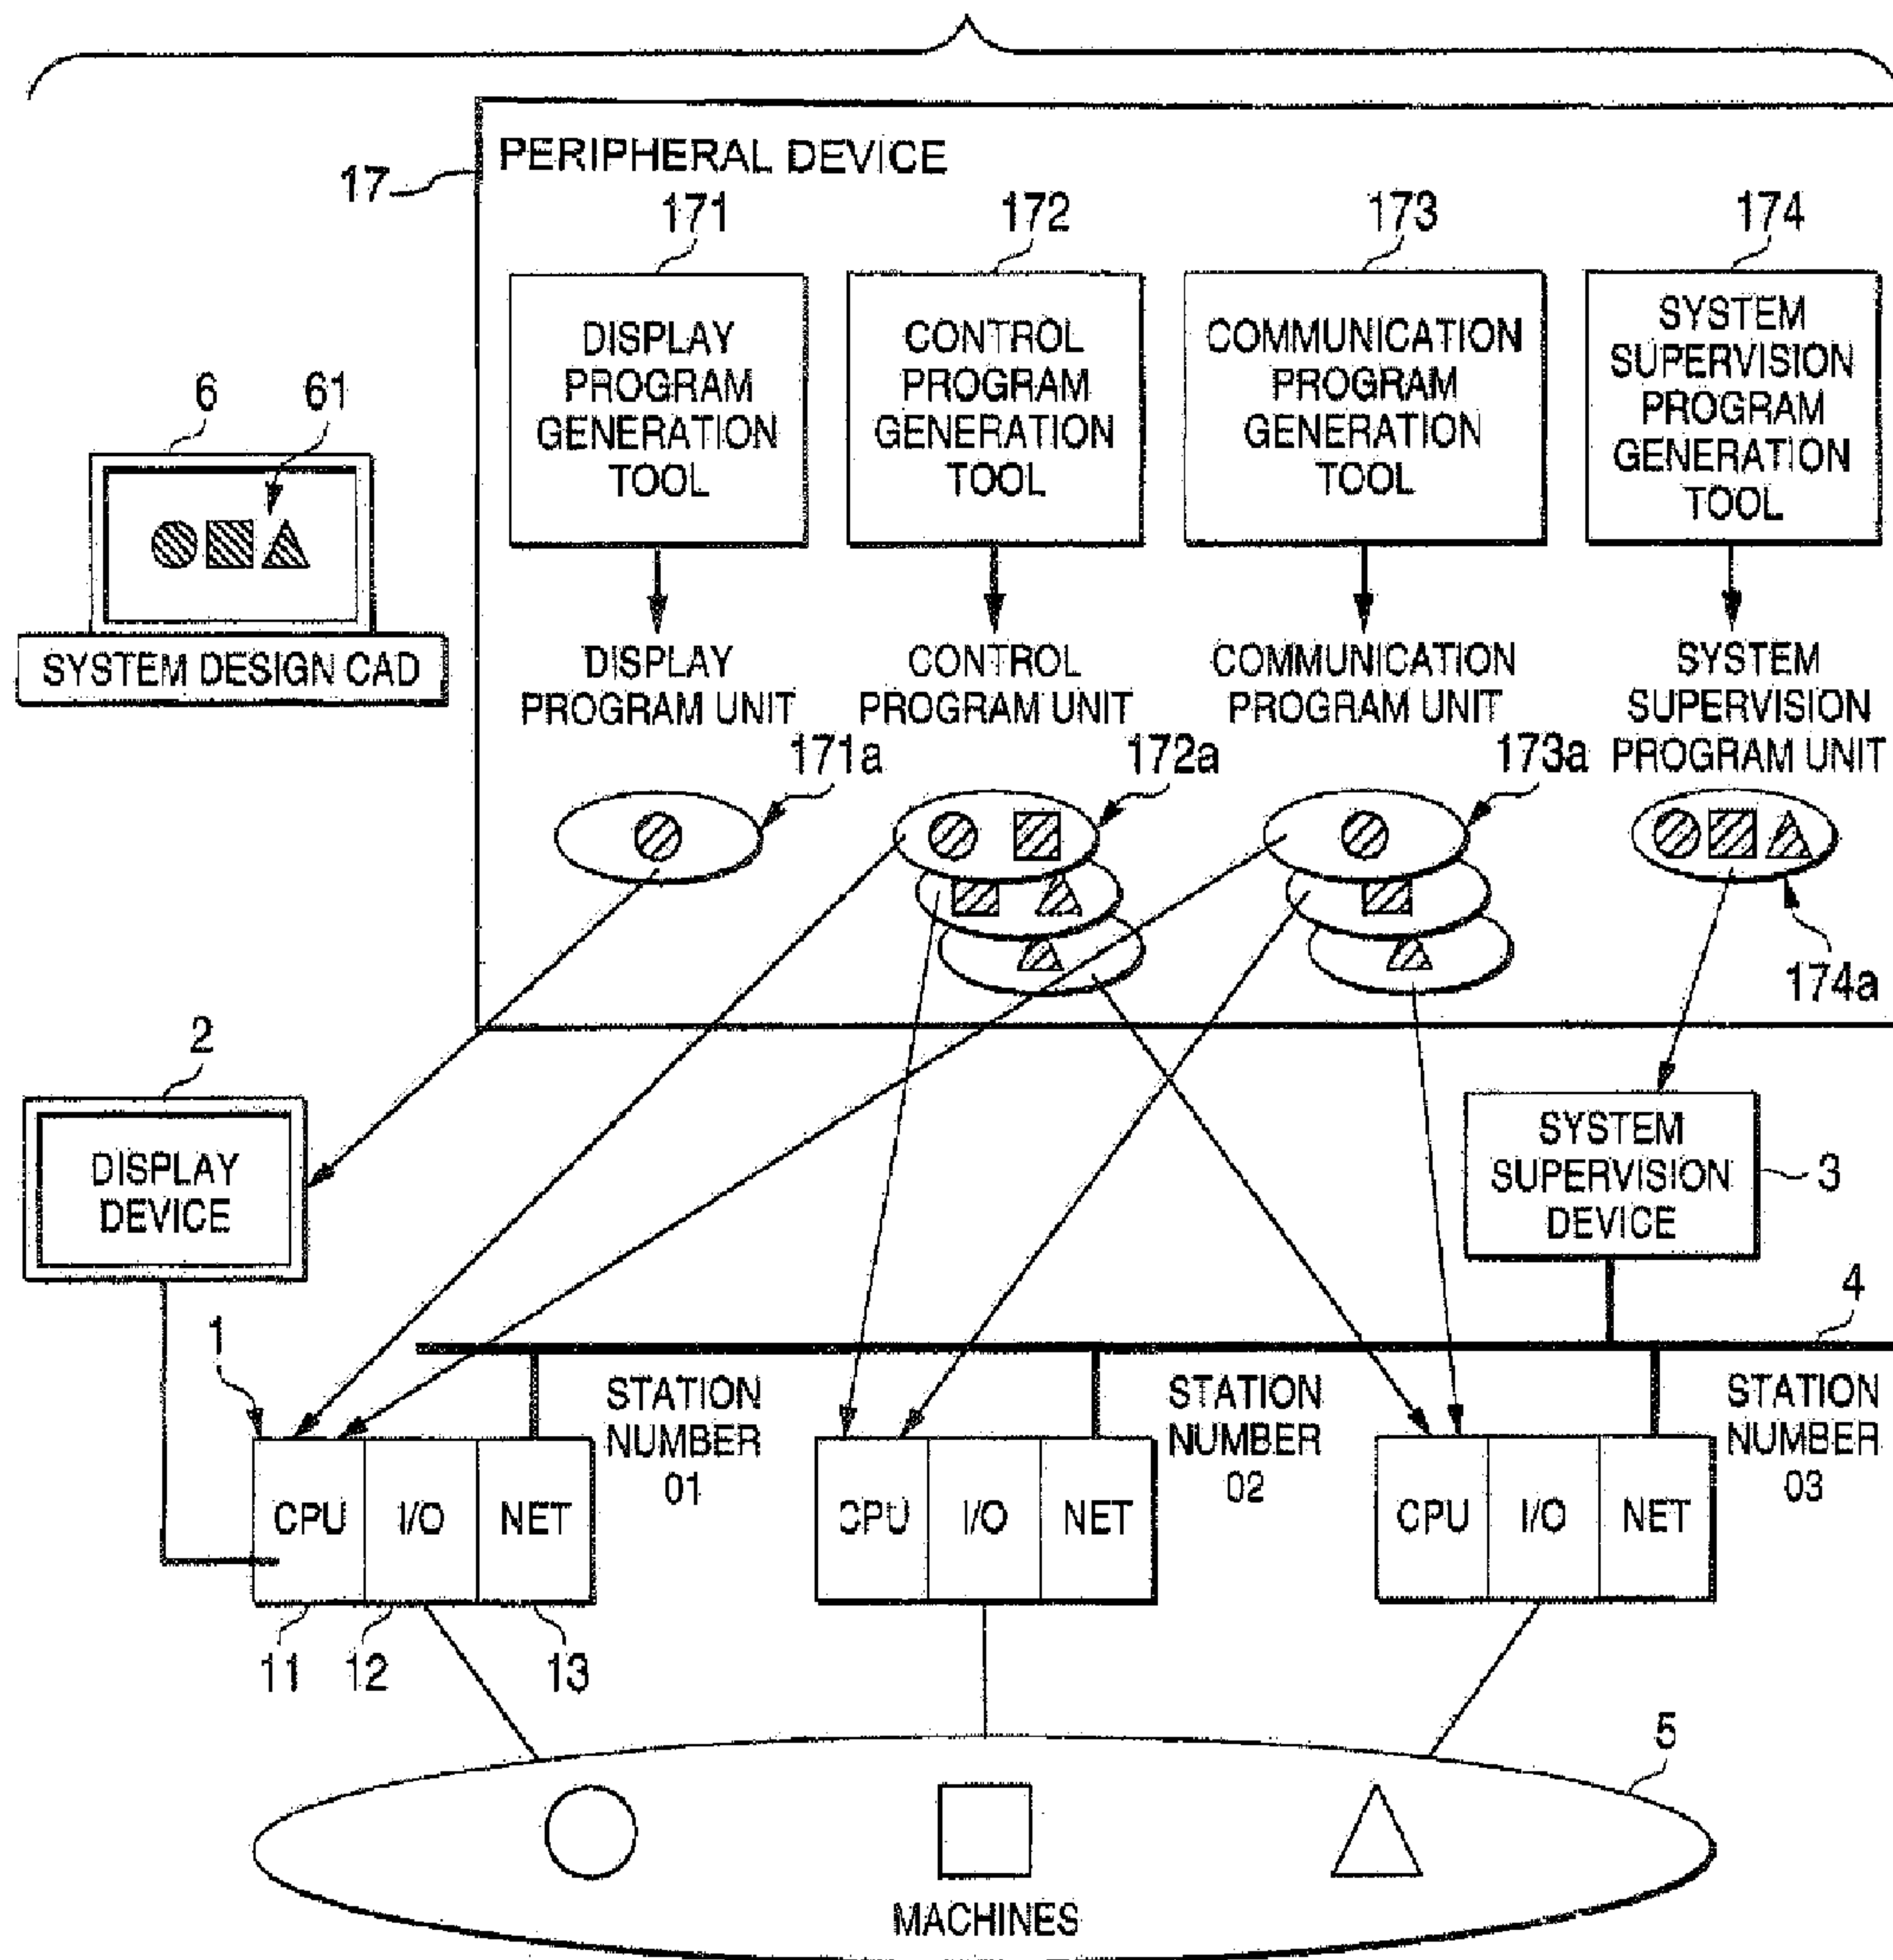 PERIPHERAL DEVICE
17
171
172
173
174
DISPLAY
PROGRAM
GENERATION
TOOL
CONTROL
PROGRAM
GENERATION
TOOL
COMMUNICATION
PROGRAM
GENERATION
TOOL
SYSTEM
SUPERVISION
PROGRAM
GENERATION
TOOL
6
61
SYSTEM DESIGN CAD
DISPLAY
PROGRAM UNIT
CONTROL
PROGRAM UNIT
COMMUNICATION
PROGRAM UNIT
SYSTEM
SUPERVISION
PROGRAM UNIT
171a
172a
173a
174a
2
DISPLAY
DEVICE
SYSTEM
SUPERVISION
DEVICE
3
4
1
STATION
NUMBER
01
STATION
NUMBER
02
STATION
NUMBER
03
CPU
I/O
NET
CPU
I/O
NET
CPU
I/O
NET
11
12
13
5
MACHINES